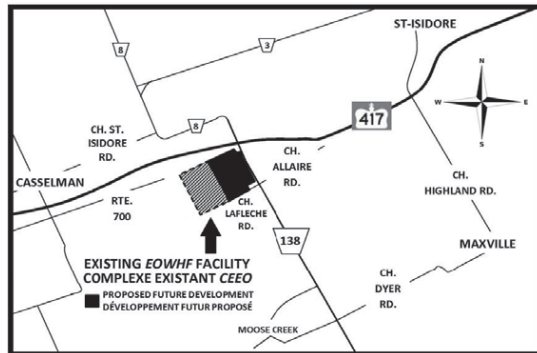 ST-ISIDORE
8
3
N
W E
S
417
8
CH. ST.
ISIDORE
RD.
CH.
ALLAIRE
RD.
CASSELMAN
RTE.
700
CH.
LAFLECHE
RD.
CH.
HIGHLAND RD.
138
MAXVILLE
EXISTING EOWHF FACILITY
COMPLEXE EXISTANT CEEO
PROPOSED FUTURE DEVELOPMENT
DÉVELOPPEMENT FUTUR PROPOSÉ
CH.
DYER
RD.
MOOSE CREEK